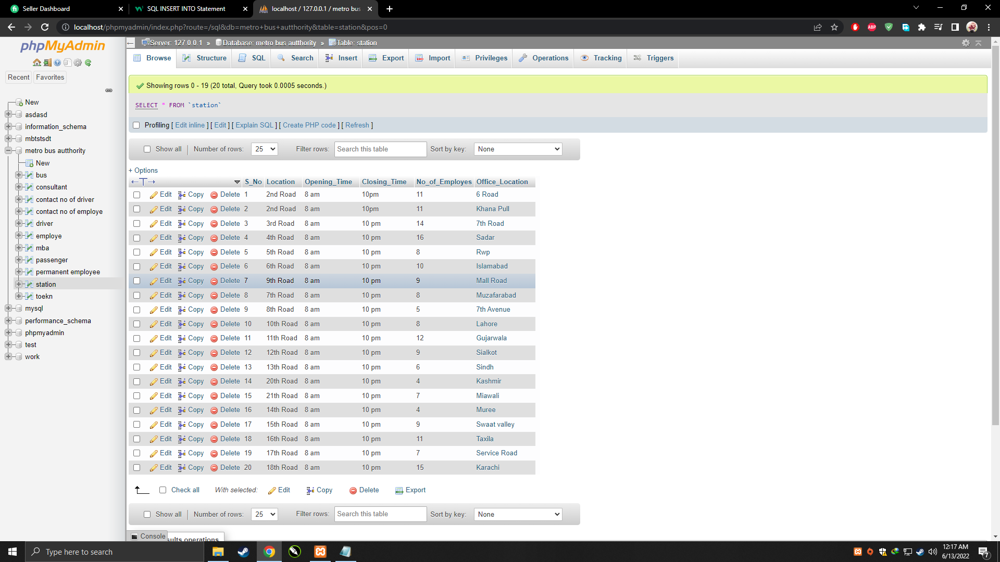 Seller Dashboard
SQL INSERT INTO Statement
localhost / 127.0.0.1 / metro bus
localhost/phpmyadmin/index.php?route=/sql&db=metro+bus+autthority&table=station&pos=0
ABP
phpMyAdmin
Recent Favorites
New
asdasd
information_schema
mbtstsdt
metro bus autthority
New
bus
consultant
contact no of driver
contact no of employe
driver
employe
mba
passenger
permanent employee
station
toekn
mysql
performance_schema
phpmyadmin
test
work
Server: 127.0.0.1 » Database: metro bus autthority » Table: station
Browse Structure SQL Search Insert Export Import Privileges Operations Tracking Triggers
Showing rows 0 - 19 (20 total, Query took 0.0005 seconds.)
SELECT * FROM `station`
Profiling [ Edit inline ] [ Edit ] [ Explain SQL ] [ Create PHP code ] [ Refresh ]
Show all Number of rows: 25 Filter rows: Search this table Sort by key: None
+ Options
←T→ S_No Location Opening_Time Closing_Time No_of_Employes Office_Location
Edit Copy Delete 1 2nd Road 8 am 10pm 11 6 Road
Edit Copy Delete 2 2nd Road 8 am 10pm 11 Khana Pull
Edit Copy Delete 3 3rd Road 8 am 10 pm 14 7th Road
Edit Copy Delete 4 4th Road 8 am 10 pm 16 Sadar
Edit Copy Delete 5 5th Road 8 am 10 pm 8 Rwp
Edit Copy Delete 6 6th Road 8 am 10 pm 10 Islamabad
Edit Copy Delete 7 9th Road 8 am 10 pm 9 Mall Road
Edit Copy Delete 8 7th Road 8 am 10 pm 8 Muzafarabad
Edit Copy Delete 9 8th Road 8 am 10 pm 5 7th Avenue
Edit Copy Delete 10 10th Road 8 am 10 pm 8 Lahore
Edit Copy Delete 11 11th Road 8 am 10 pm 12 Gujarwala
Edit Copy Delete 12 12th Road 8 am 10 pm 9 Sialkot
Edit Copy Delete 13 13th Road 8 am 10 pm 6 Sindh
Edit Copy Delete 14 20th Road 8 am 10 pm 4 Kashmir
Edit Copy Delete 15 21th Road 8 am 10 pm 7 Miawali
Edit Copy Delete 16 14th Road 8 am 10 pm 4 Muree
Edit Copy Delete 17 15th Road 8 am 10 pm 9 Swaat valley
Edit Copy Delete 18 16th Road 8 am 10 pm 11 Taxila
Edit Copy Delete 19 17th Road 8 am 10 pm 7 Service Road
Edit Copy Delete 20 18th Road 8 am 10 pm 15 Karachi
Check all With selected: Edit Copy Delete Export
Show all Number of rows: 25 Filter rows: Search this table Sort by key: None
Console sults operations
Type here to search
12:17 AM
6/13/2022
7